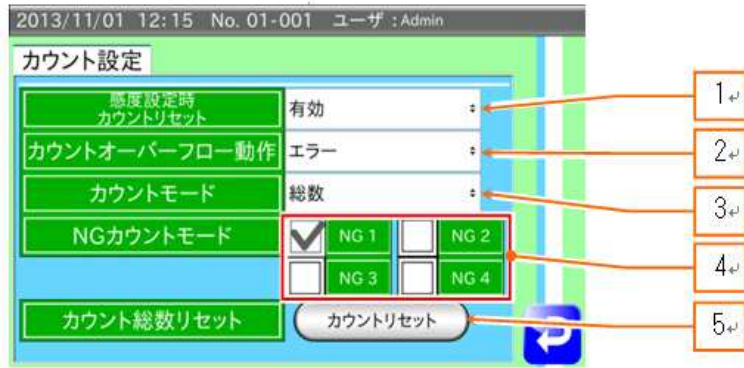 2013/11/01 12:15 No. 01-001 ユーザ :Admin
カウント設定
感度設定時
カウントリセット
有効
1
カウントオーバーフロー動作
エラー
2
カウントモード
総数
3
NGカウントモード
NG 1
NG 2
NG 3
NG 4
4
カウント総数リセット
カウントリセット
5